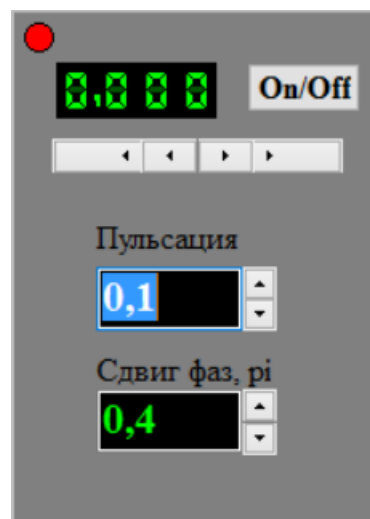 0,000
On/Off
Пульсация
0,1
Сдвиг фаз, pi
0,4